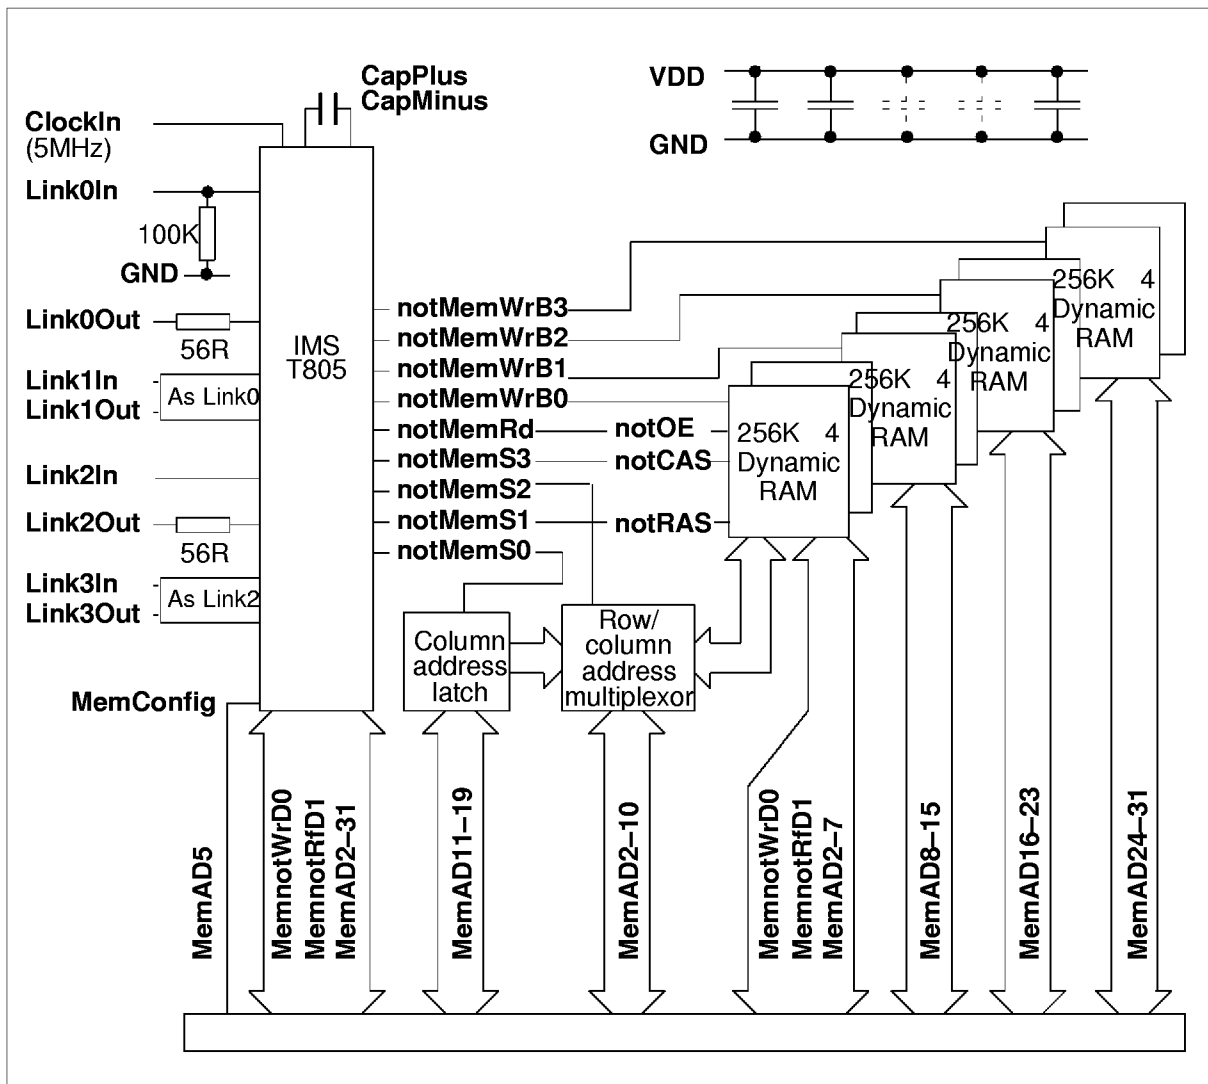 CapPlus
CapMinus
VDD
GND
ClockIn
(5MHz)
Link0In
100K
GND
Link0Out
56R
Link1In
As Link0
Link1Out
Link2In
Link2Out
56R
Link3In
As Link2
Link3Out
MemConfig
IMS
T805
notMemWrB3
notMemWrB2
notMemWrB1
notMemWrB0
notMemRd
notMemS3
notMemS2
notMemS1
notMemS0
notOE
notCAS
notRAS
256K 4
Dynamic
RAM
256K 4
Dynamic
RAM
256K 4
Dynamic
RAM
256K 4
Dynamic
RAM
Column
address
latch
Row/
column
address
multiplexor
MemAD5
MemnotWrD0
MemnotRfD1
MemAD2–31
MemAD11–19
MemAD2–10
MemnotWrD0
MemnotRfD1
MemAD2–7
MemAD8–15
MemAD16–23
MemAD24–31